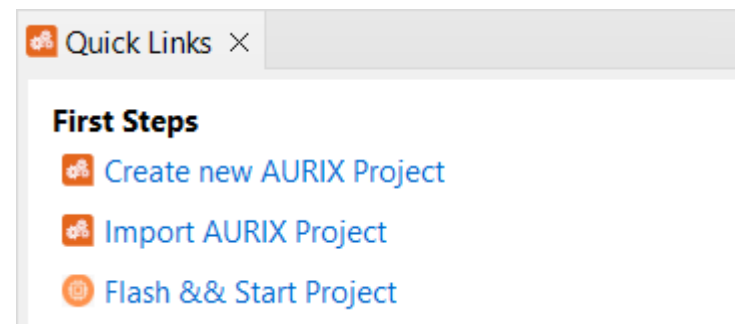 Quick Links
First Steps
Create new AURIX Project
Import AURIX Project
Flash && Start Project